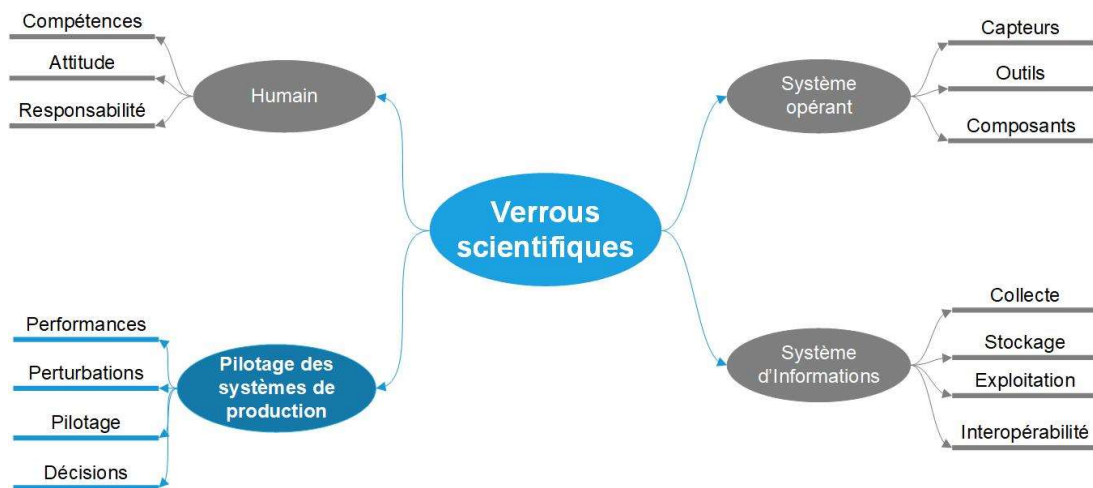 Compétences
Attitude
Responsabilité
Humain
Système
opérant
Capteurs
Outils
Composants
Verrous
scientifiques
Performances
Perturbations
Pilotage
Décisions
Pilotage des
systèmes de
production
Système
d'Informations
Collecte
Stockage
Exploitation
Interopérabilité